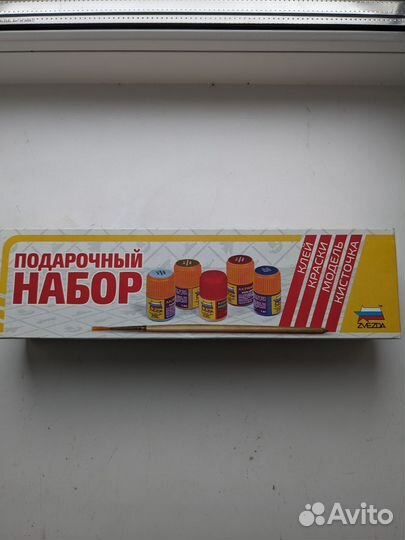 ПОДАРОЧНЫЙ
НАБОР
КЛЕЙ
КРАСКИ
МОДЕЛЬ
КИСТОЧКА
ZVEZDA
Avito